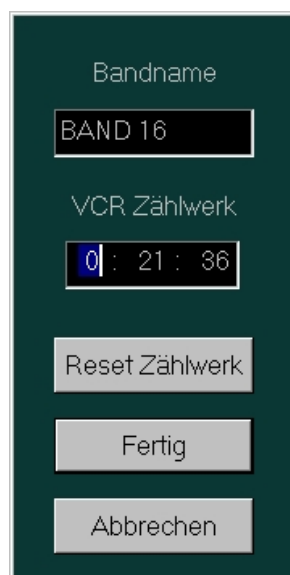 Bandname
BAND 16
VCR Zählwerk
0 : 21 : 36
Reset Zählwerk
Fertig
Abbrechen